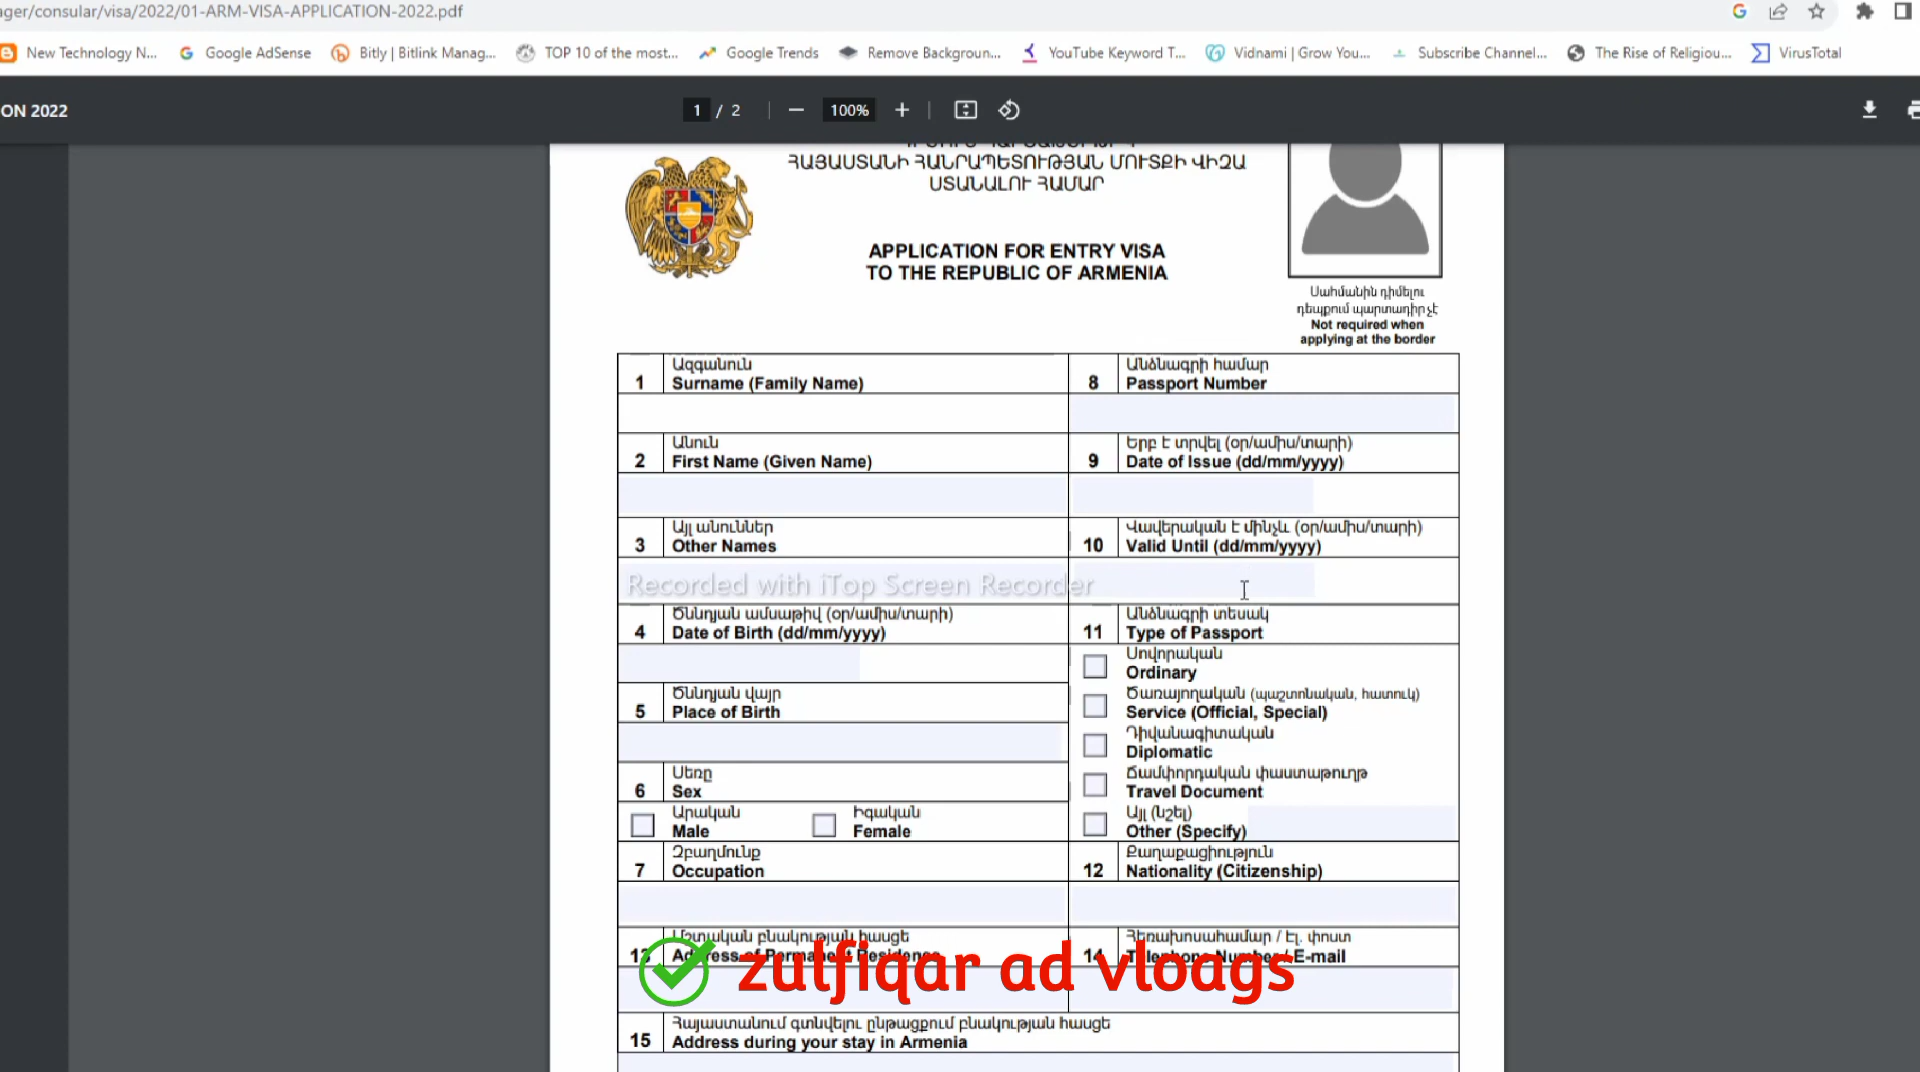 ager/consular/visa/2022/01-ARM-VISA-APPLICATION-2022.pdf
New Technology N...
Google AdSense
Bitly | Bitlink Manag...
TOP 10 of the most...
Google Trends
Remove Backgroun...
YouTube Keyword T...
Vidnami | Grow You...
Subscribe Channel...
The Rise of Religiou...
VirusTotal
ON 2022
1 / 2
100%
ՀԱՅԱՍՏԱՆԻ ՀԱՆՐԱՊԵՏՈՒԹՅԱՆ ՄՈՒՏՔԻ ՎԻԶԱ
ՍՏԱՆԱԼՈՒ ՀԱՄԱՐ
APPLICATION FOR ENTRY VISA
TO THE REPUBLIC OF ARMENIA
Սահմանին դիմելու
դեպքում պարտադիր չէ
Not required when
applying at the border
Ազգանուն
1 Surname (Family Name)
Անձնագրի համար
8 Passport Number
Անուն
2 First Name (Given Name)
Երբ է տրվել (օր/ամիս/տարի)
9 Date of Issue (dd/mm/yyyy)
Այլ անուններ
3 Other Names
Վավերական է մինչև (օր/ամիս/տարի)
10 Valid Until (dd/mm/yyyy)
Recorded with iTop Screen Recorder
Ծննդյան ամսաթիվ (օր/ամիս/տարի)
4 Date of Birth (dd/mm/yyyy)
Անձնագրի տեսակ
11 Type of Passport
Սովորական
Ordinary
Ծառայողական (պաշտոնական, հատուկ)
Service (Official, Special)
Դիվանագիտական
Diplomatic
Ճամփորդական փաստաթուղթ
Travel Document
Այլ (նշել)
Other (Specify)
Ծննդյան վայր
5 Place of Birth
Սեռը
6 Sex
Արական
Male
Իգական
Female
Զբաղմունք
7 Occupation
Քաղաքացիություն
12 Nationality (Citizenship)
Մշտական բնակության հասցե
13 Address of Permanent Residence
Հեռախոսահամար / Էլ. փոստ
14 Telephone Number / E-mail
zulfiqar ad vloags
Հայաստանում գտնվելու ընթացքում բնակության հասցե
15 Address during your stay in Armenia